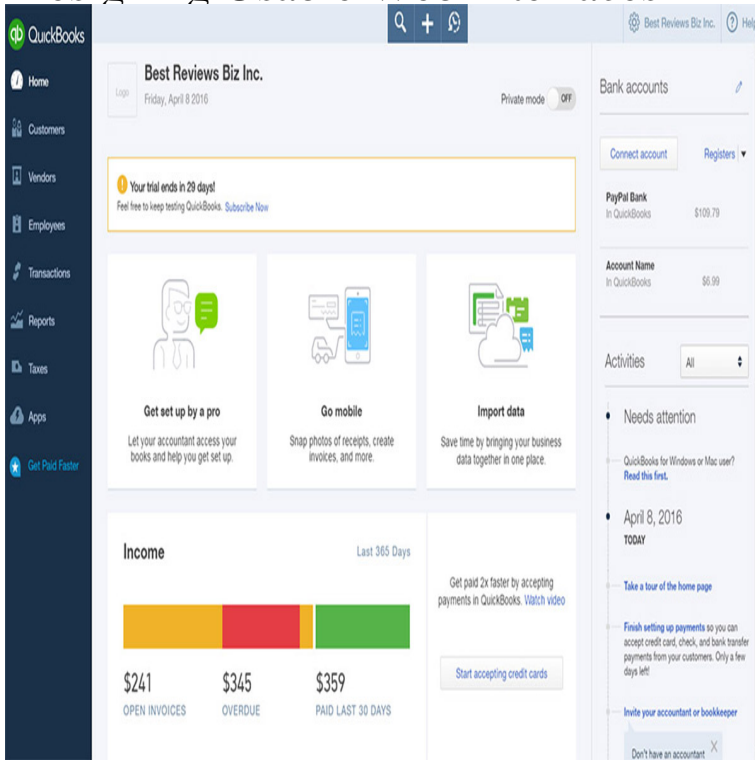 QuickBooks
Best Reviews Biz Inc.
Help
Home
Customers
Vendors
Employees
Transactions
Reports
Taxes
Apps
Get Paid Faster
Logo
Best Reviews Biz Inc.
Friday, April 8 2016
Private mode
OFF
Your trial ends in 29 days!
Feel free to keep testing QuickBooks. Subscribe Now
Get set up by a pro
Let your accountant access your
books and help you get set up.
Go mobile
Snap photos of receipts, create
invoices, and more.
Import data
Save time by bringing your business
data together in one place.
Income
Last 365 Days
$241
OPEN INVOICES
$345
OVERDUE
$359
PAID LAST 30 DAYS
Get paid 2x faster by accepting
payments in QuickBooks. Watch video
Start accepting credit cards
Bank accounts
Connect account
Registers
PayPal Bank
In QuickBooks $109.79
Account Name
In QuickBooks $6.99
Activities
All
Needs attention
QuickBooks for Windows or Mac user?
Read this first.
April 8, 2016
TODAY
Take a tour of the home page
Finish setting up payments so you can
accept credit card, check, and bank transfer
payments from your customers. Only a few
days left!
Invite your accountant or bookkeeper
Don't have an accountant